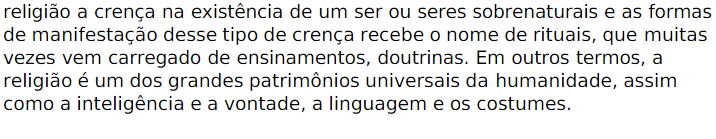 religião a crença na existência de um ser ou seres sobrenaturais e as formas
de manifestação desse tipo de crença recebe o nome de rituais, que muitas
vezes vem carregado de ensinamentos, doutrinas. Em outros termos, a
religião é um dos grandes patrimônios universais da humanidade, assim
como a inteligência e a vontade, a linguagem e os costumes.